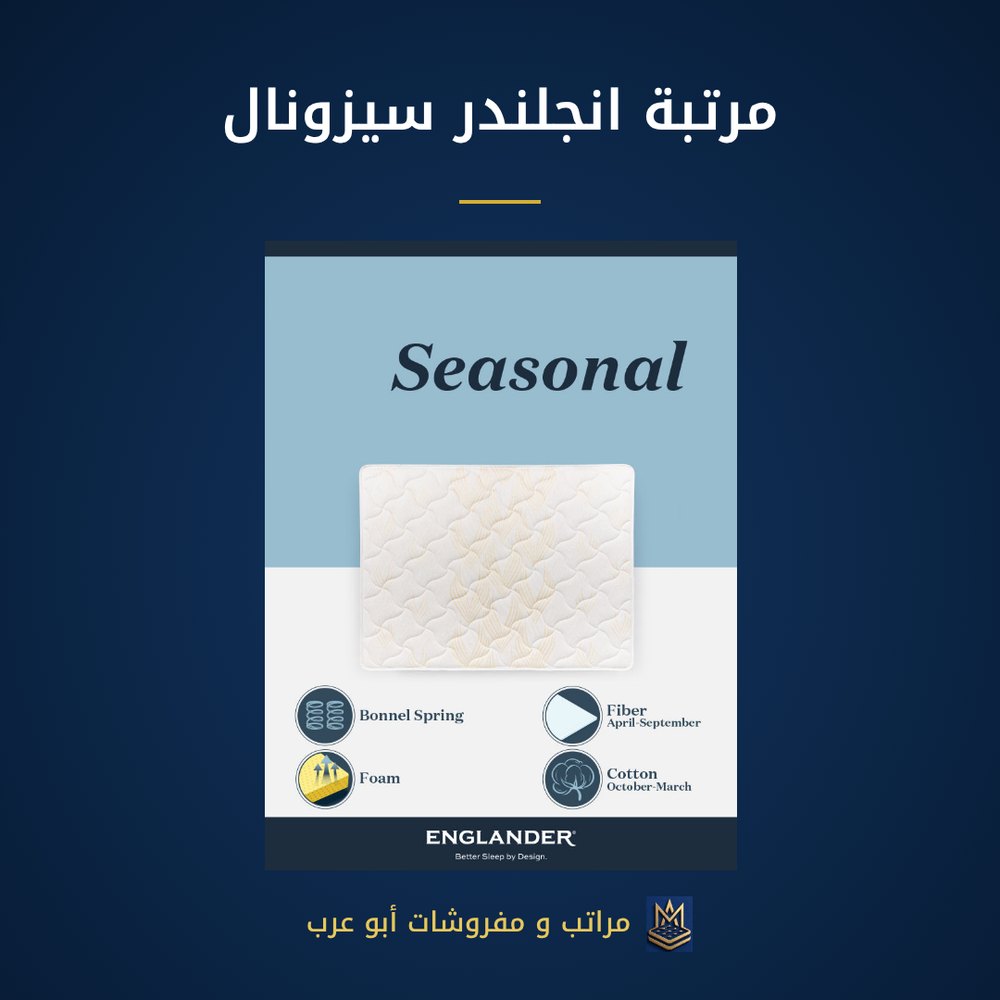 مرتبة انجلندر سيزونال
Seasonal
Bonnel Spring
Fiber
April-September
Foam
Cotton
October-March
ENGLANDER®
Better Sleep by Design.
مراتب و مفروشات أبو عرب